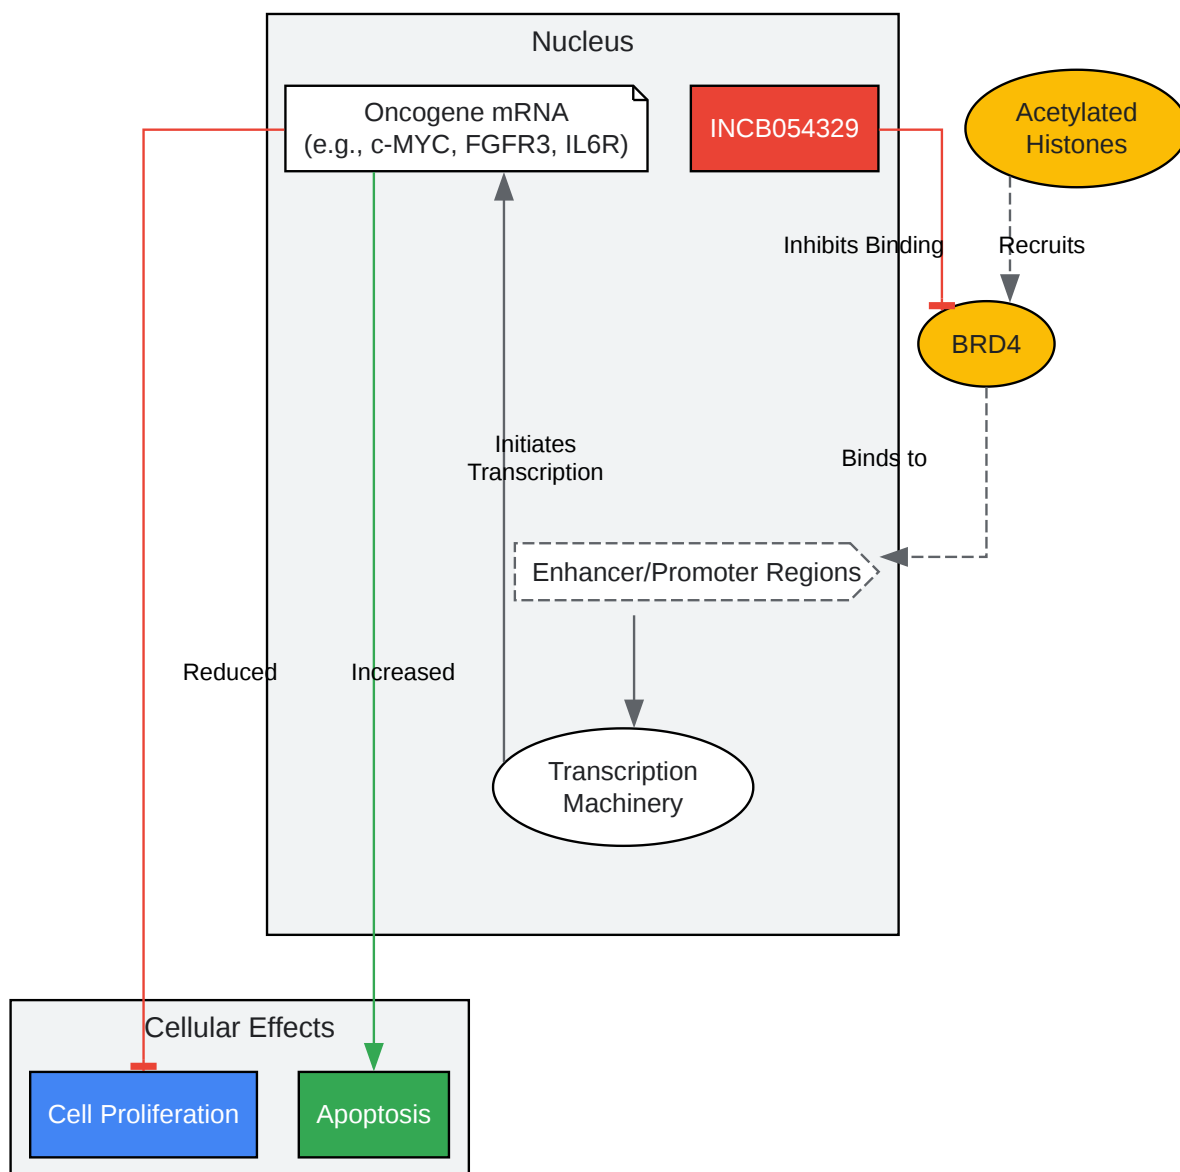 Nucleus
Oncogene mRNA
(e.g., c-MYC, FGFR3, IL6R)
INCB054329
Acetylated
Histones
Inhibits Binding
Recruits
BRD4
Initiates
Transcription
Binds to
Enhancer/Promoter Regions
Reduced
Increased
Transcription
Machinery
Cellular Effects
Cell Proliferation
Apoptosis